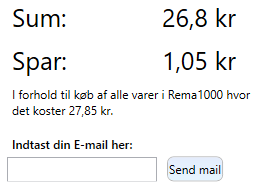 Sum: 26,8 kr
Spar: 1,05 kr
I forhold til køb af alle varer i Rema1000 hvor
det koster 27,85 kr.
Indtast din E-mail her:
Send mail